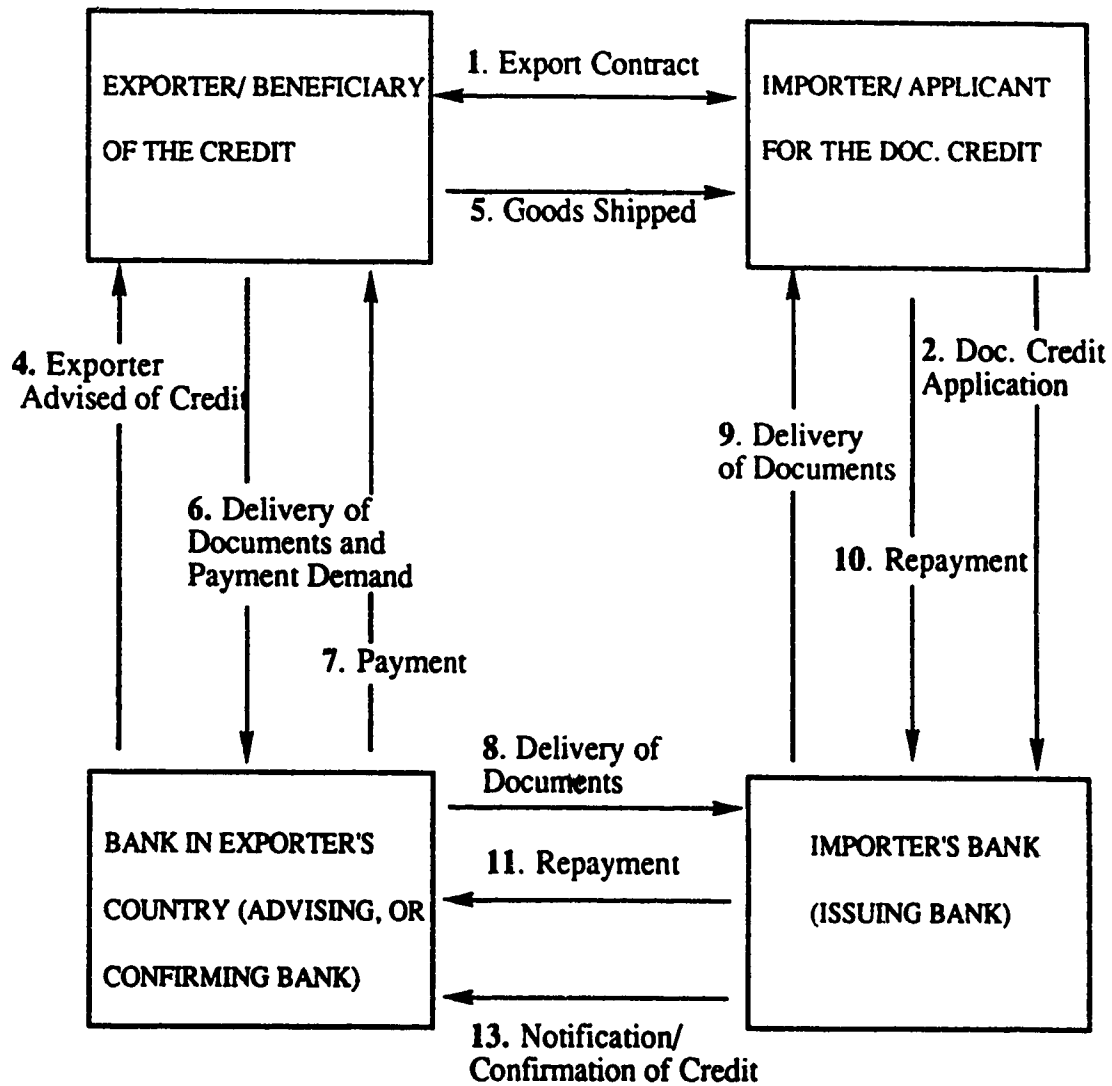 EXPORTER/ BENEFICIARY
OF THE CREDIT
1. Export Contract
IMPORTER/ APPLICANT
FOR THE DOC. CREDIT
5. Goods Shipped
4. Exporter
Advised of Credit
2. Doc. Credit
Application
9. Delivery
of Documents
6. Delivery of
Documents and
Payment Demand
10. Repayment
7. Payment
8. Delivery of
Documents
BANK IN EXPORTER'S
COUNTRY (ADVISING, OR
CONFIRMING BANK)
11. Repayment
IMPORTER'S BANK
(ISSUING BANK)
13. Notification/
Confirmation of Credit